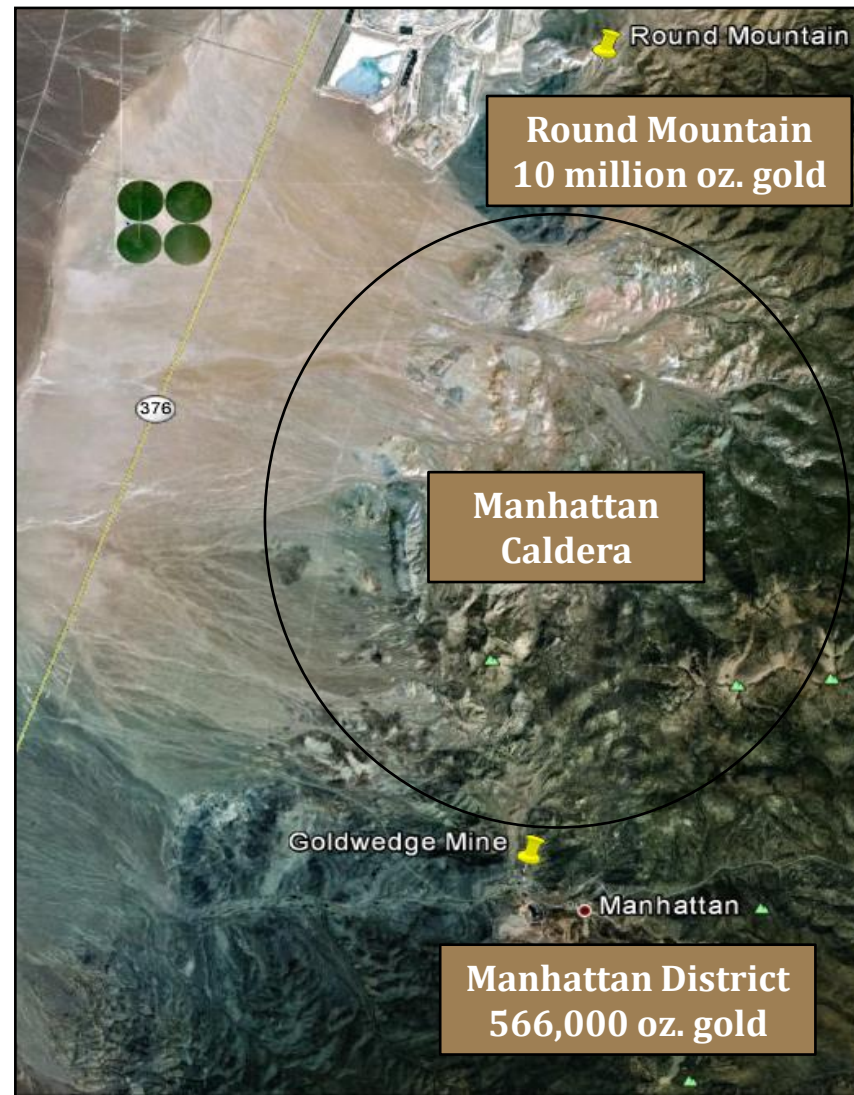 Round Mountain
Round Mountain
10 million oz. gold
376
Manhattan
Caldera
Goldwedge Mine
Manhattan
Manhattan District
566,000 oz. gold